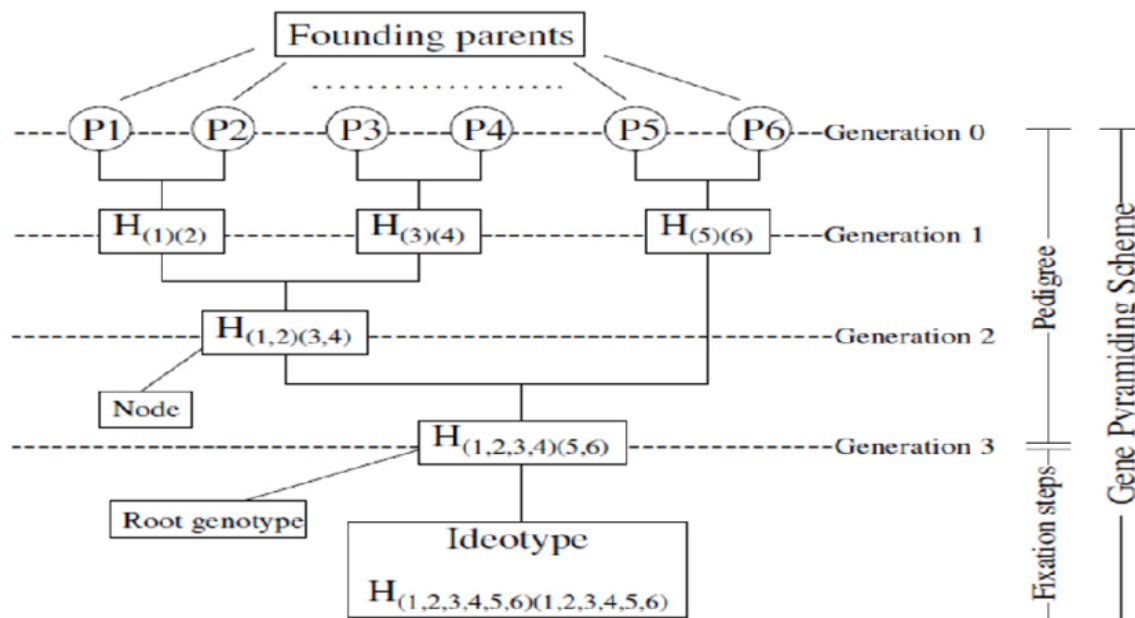 Founding parents
P1 P2 P3 P4 P5 P6 Generation 0
H(1)(2) H(3)(4) H(5)(6) Generation 1
H(1,2)(3,4) Generation 2
Node
H(1,2,3,4)(5,6) Generation 3
Root genotype
Ideotype
H(1,2,3,4,5,6)(1,2,3,4,5,6)
Pedigree
Fixation steps
Gene Pyramiding Scheme